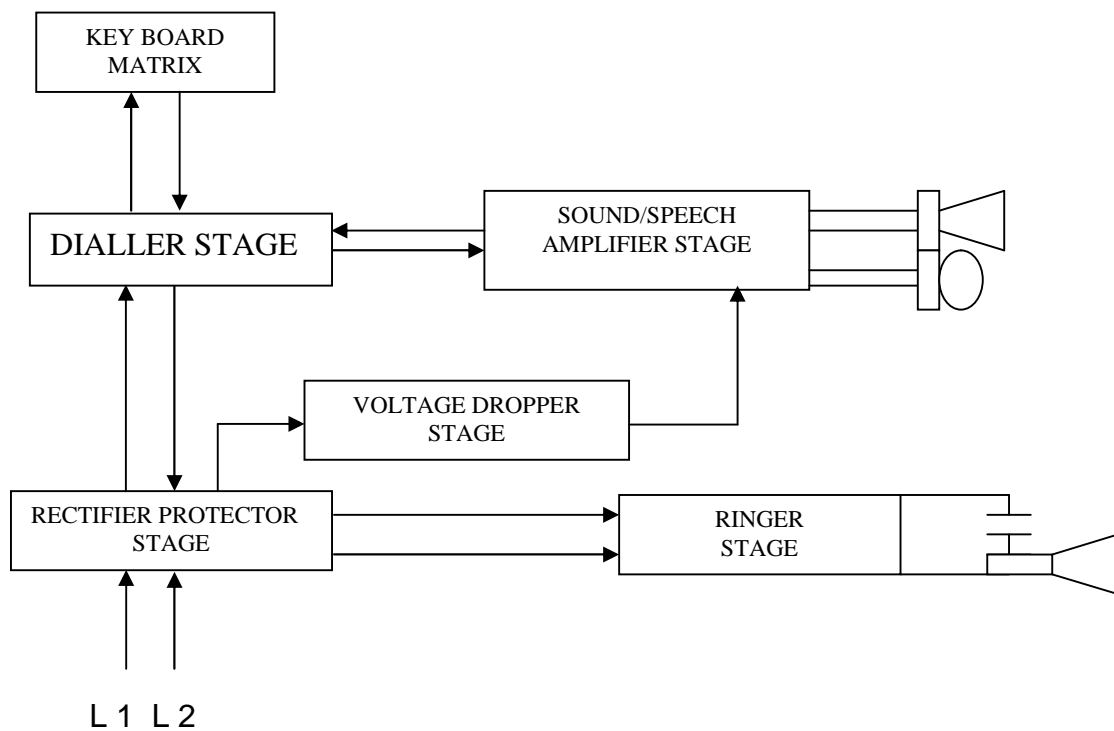 KEY BOARD
MATRIX
DIALLER STAGE
SOUND/SPEECH
AMPLIFIER STAGE
VOLTAGE DROPPER
STAGE
RECTIFIER PROTECTOR
STAGE
RINGER
STAGE
L 1 L 2